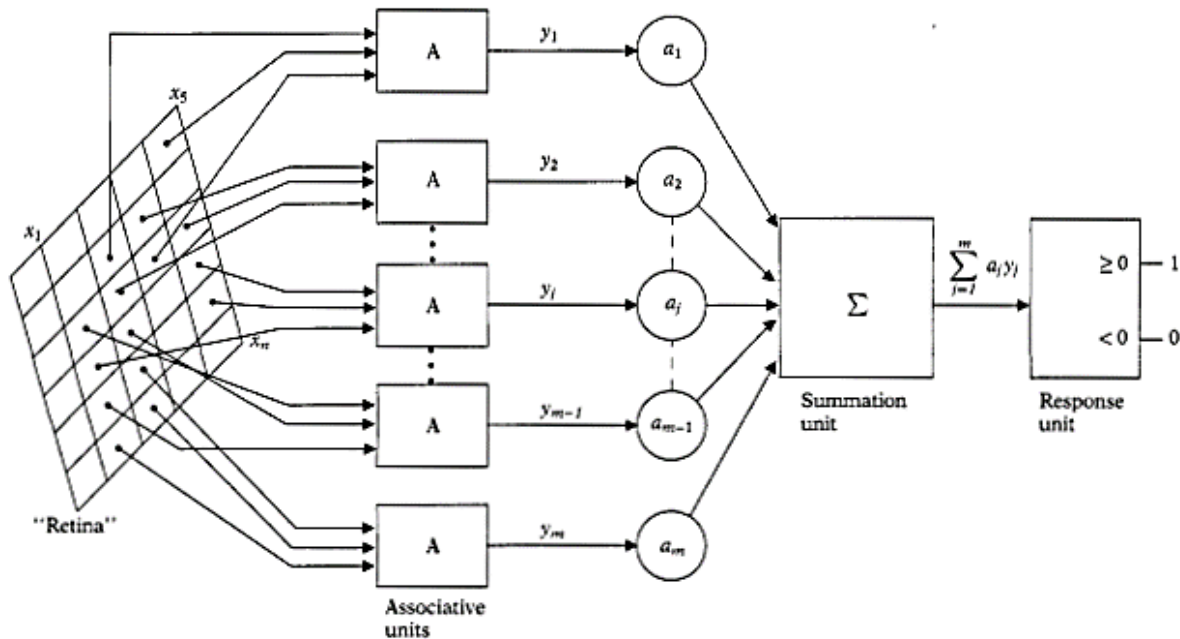 x₅
x₁
xₙ
"Retina"
A
A
A
A
A
Associative
units
y₁
y₂
yⱼ
yₘ₋₁
yₘ
a₁
a₂
aⱼ
aₘ₋₁
aₘ
Σ
Summation
unit
m
∑ aⱼyⱼ
j=1
≥ 0 1
< 0 0
Response
unit